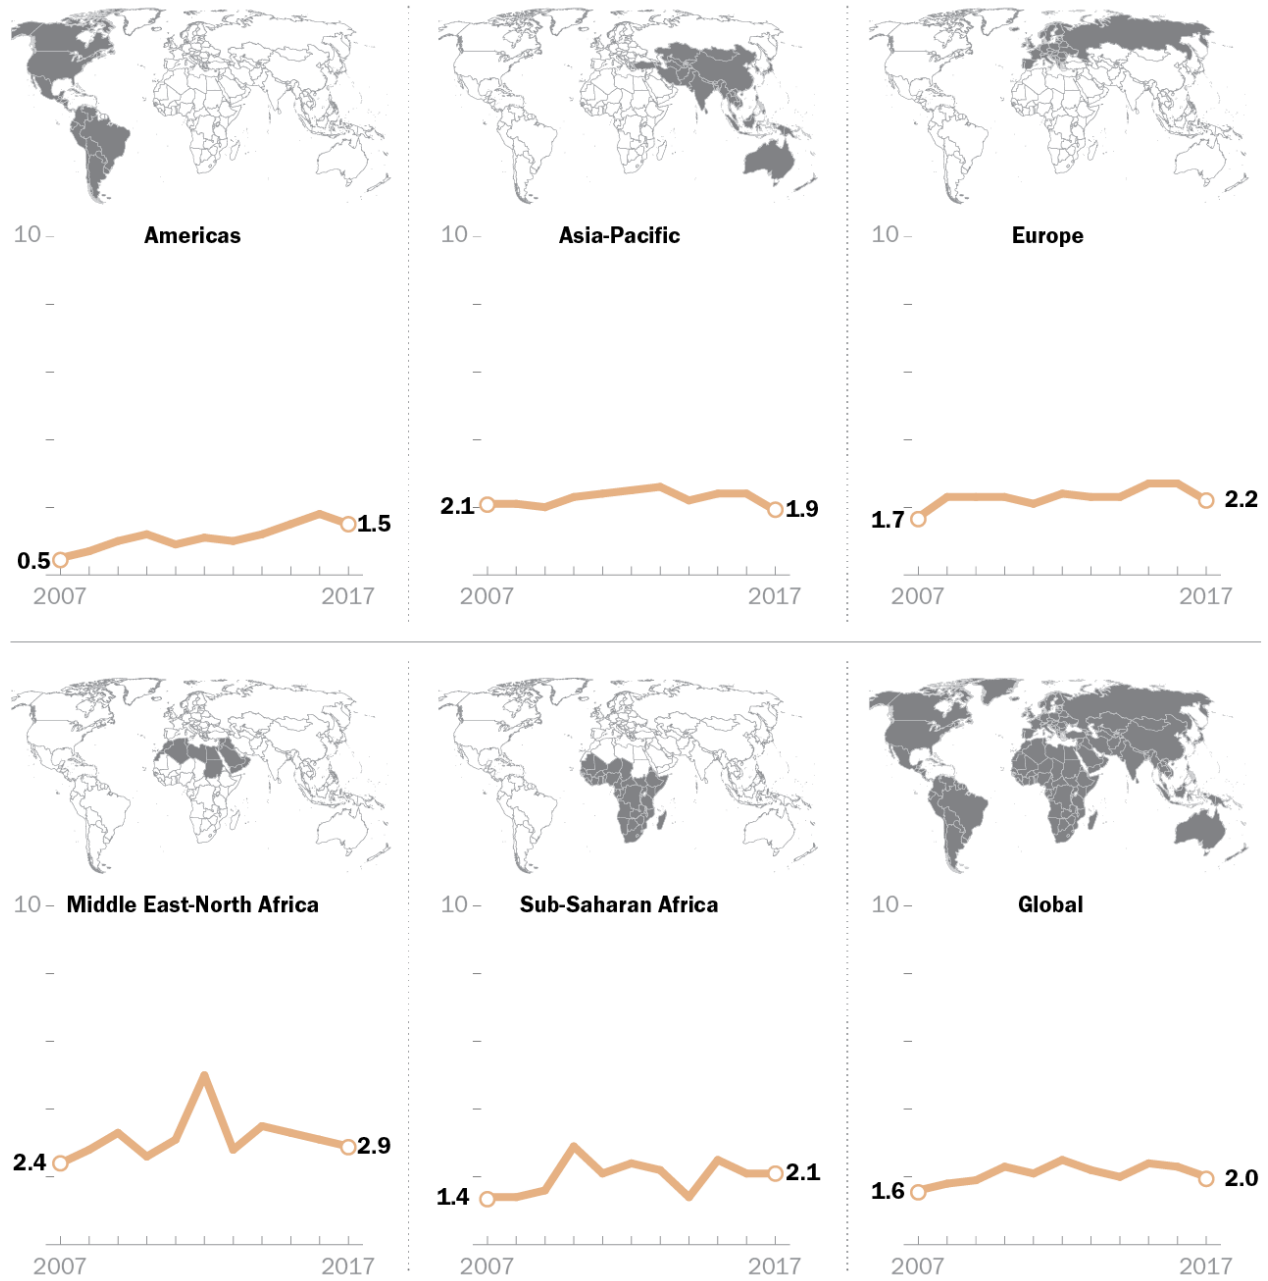 10 Americas
0.5 1.5
2007 2017
10 Asia-Pacific
2.1 1.9
2007 2017
10 Europe
1.7 2.2
2007 2017
10 Middle East-North Africa
2.4 2.9
2007 2017
10 Sub-Saharan Africa
1.4 2.1
2007 2017
10 Global
1.6 2.0
2007 2017